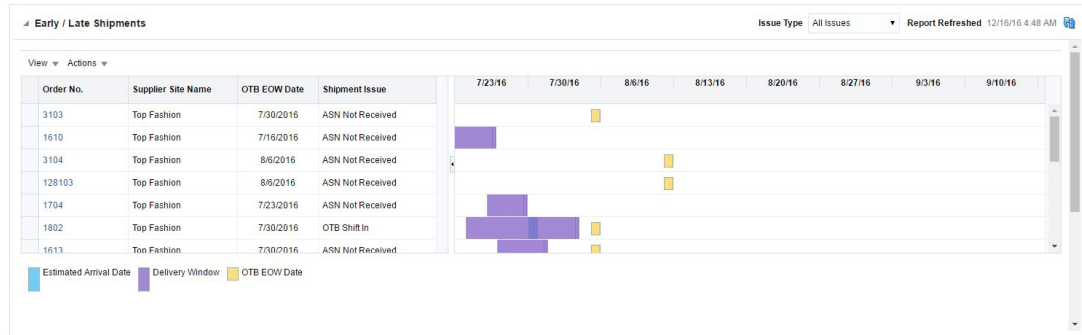 Early / Late Shipments Issue Type All Issues Report Refreshed 12/16/16 4:48 AM
View Actions
Order No. Supplier Site Name OTB EOW Date Shipment Issue 7/23/16 7/30/16 8/6/16 8/13/16 8/20/16 8/27/16 9/3/16 9/10/16
3103 Top Fashion 7/30/2016 ASN Not Received
1610 Top Fashion 7/16/2016 ASN Not Received
3104 Top Fashion 8/6/2016 ASN Not Received
128103 Top Fashion 8/6/2016 ASN Not Received
1704 Top Fashion 7/23/2016 ASN Not Received
1802 Top Fashion 7/30/2016 OTB Shift In
1613 Top Fashion 7/30/2016 ASN Not Received
Estimated Arrival Date Delivery Window OTB EOW Date